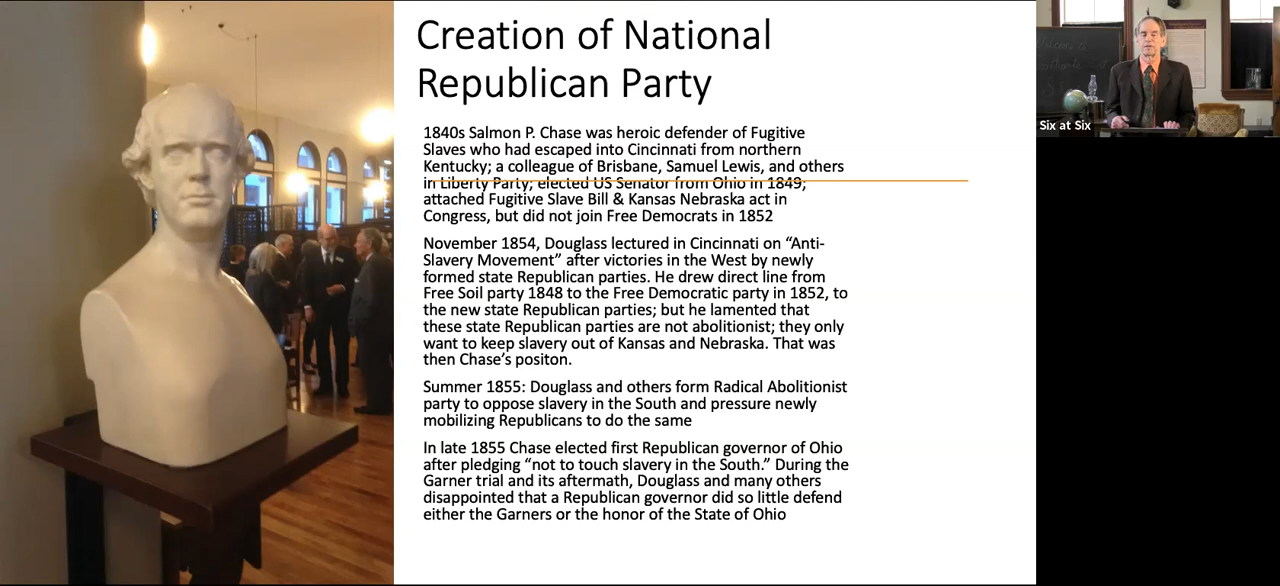 Creation of National
Republican Party
1840s Salmon P. Chase was heroic defender of Fugitive
Slaves who had escaped into Cincinnati from northern
Kentucky; a colleague of Brisbane, Samuel Lewis, and others
in Liberty Party; elected US Senator from Ohio in 1849;
attached Fugitive Slave Bill & Kansas Nebraska act in
Congress, but did not join Free Democrats in 1852
November 1854, Douglass lectured in Cincinnati on “Anti-
Slavery Movement” after victories in the West by newly
formed state Republican parties. He drew direct line from
Free Soil party 1848 to the Free Democratic party in 1852, to
the new state Republican parties; but he lamented that
these state Republican parties are not abolitionist; they only
want to keep slavery out of Kansas and Nebraska. That was
then Chase’s positon.
Summer 1855: Douglass and others form Radical Abolitionist
party to oppose slavery in the South and pressure newly
mobilizing Republicans to do the same
In late 1855 Chase elected first Republican governor of Ohio
after pledging “not to touch slavery in the South.” During the
Garner trial and its aftermath, Douglass and many others
disappointed that a Republican governor did so little defend
either the Garners or the honor of the State of Ohio
Six at Six